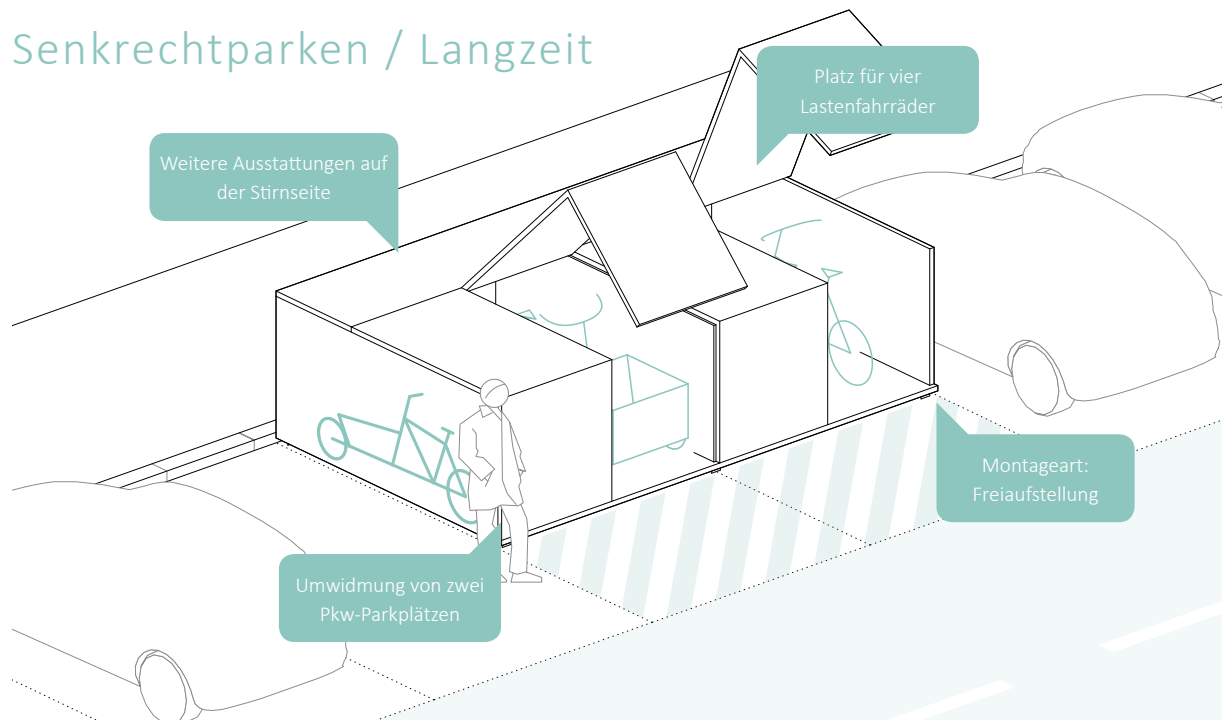 Senkrechtparken / Langzeit
Platz für vier
Lastenfahrräder
Weitere Ausstattungen auf
der Stirnseite
Montageart:
Freiaufstellung
Umwidmung von zwei
Pkw-Parkplätzen